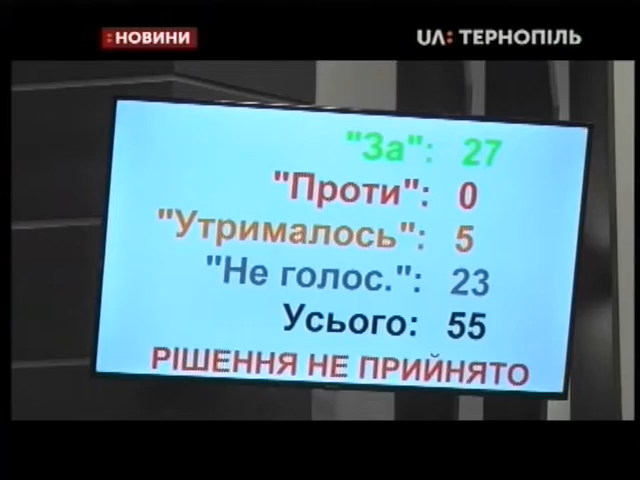 :НОВИНИ
UA: ТЕРНОПІЛЬ
"За": 27
"Проти": 0
"Утрималось": 5
"Не голос.": 23
Усього: 55
РІШЕННЯ НЕ ПРИЙНЯТО